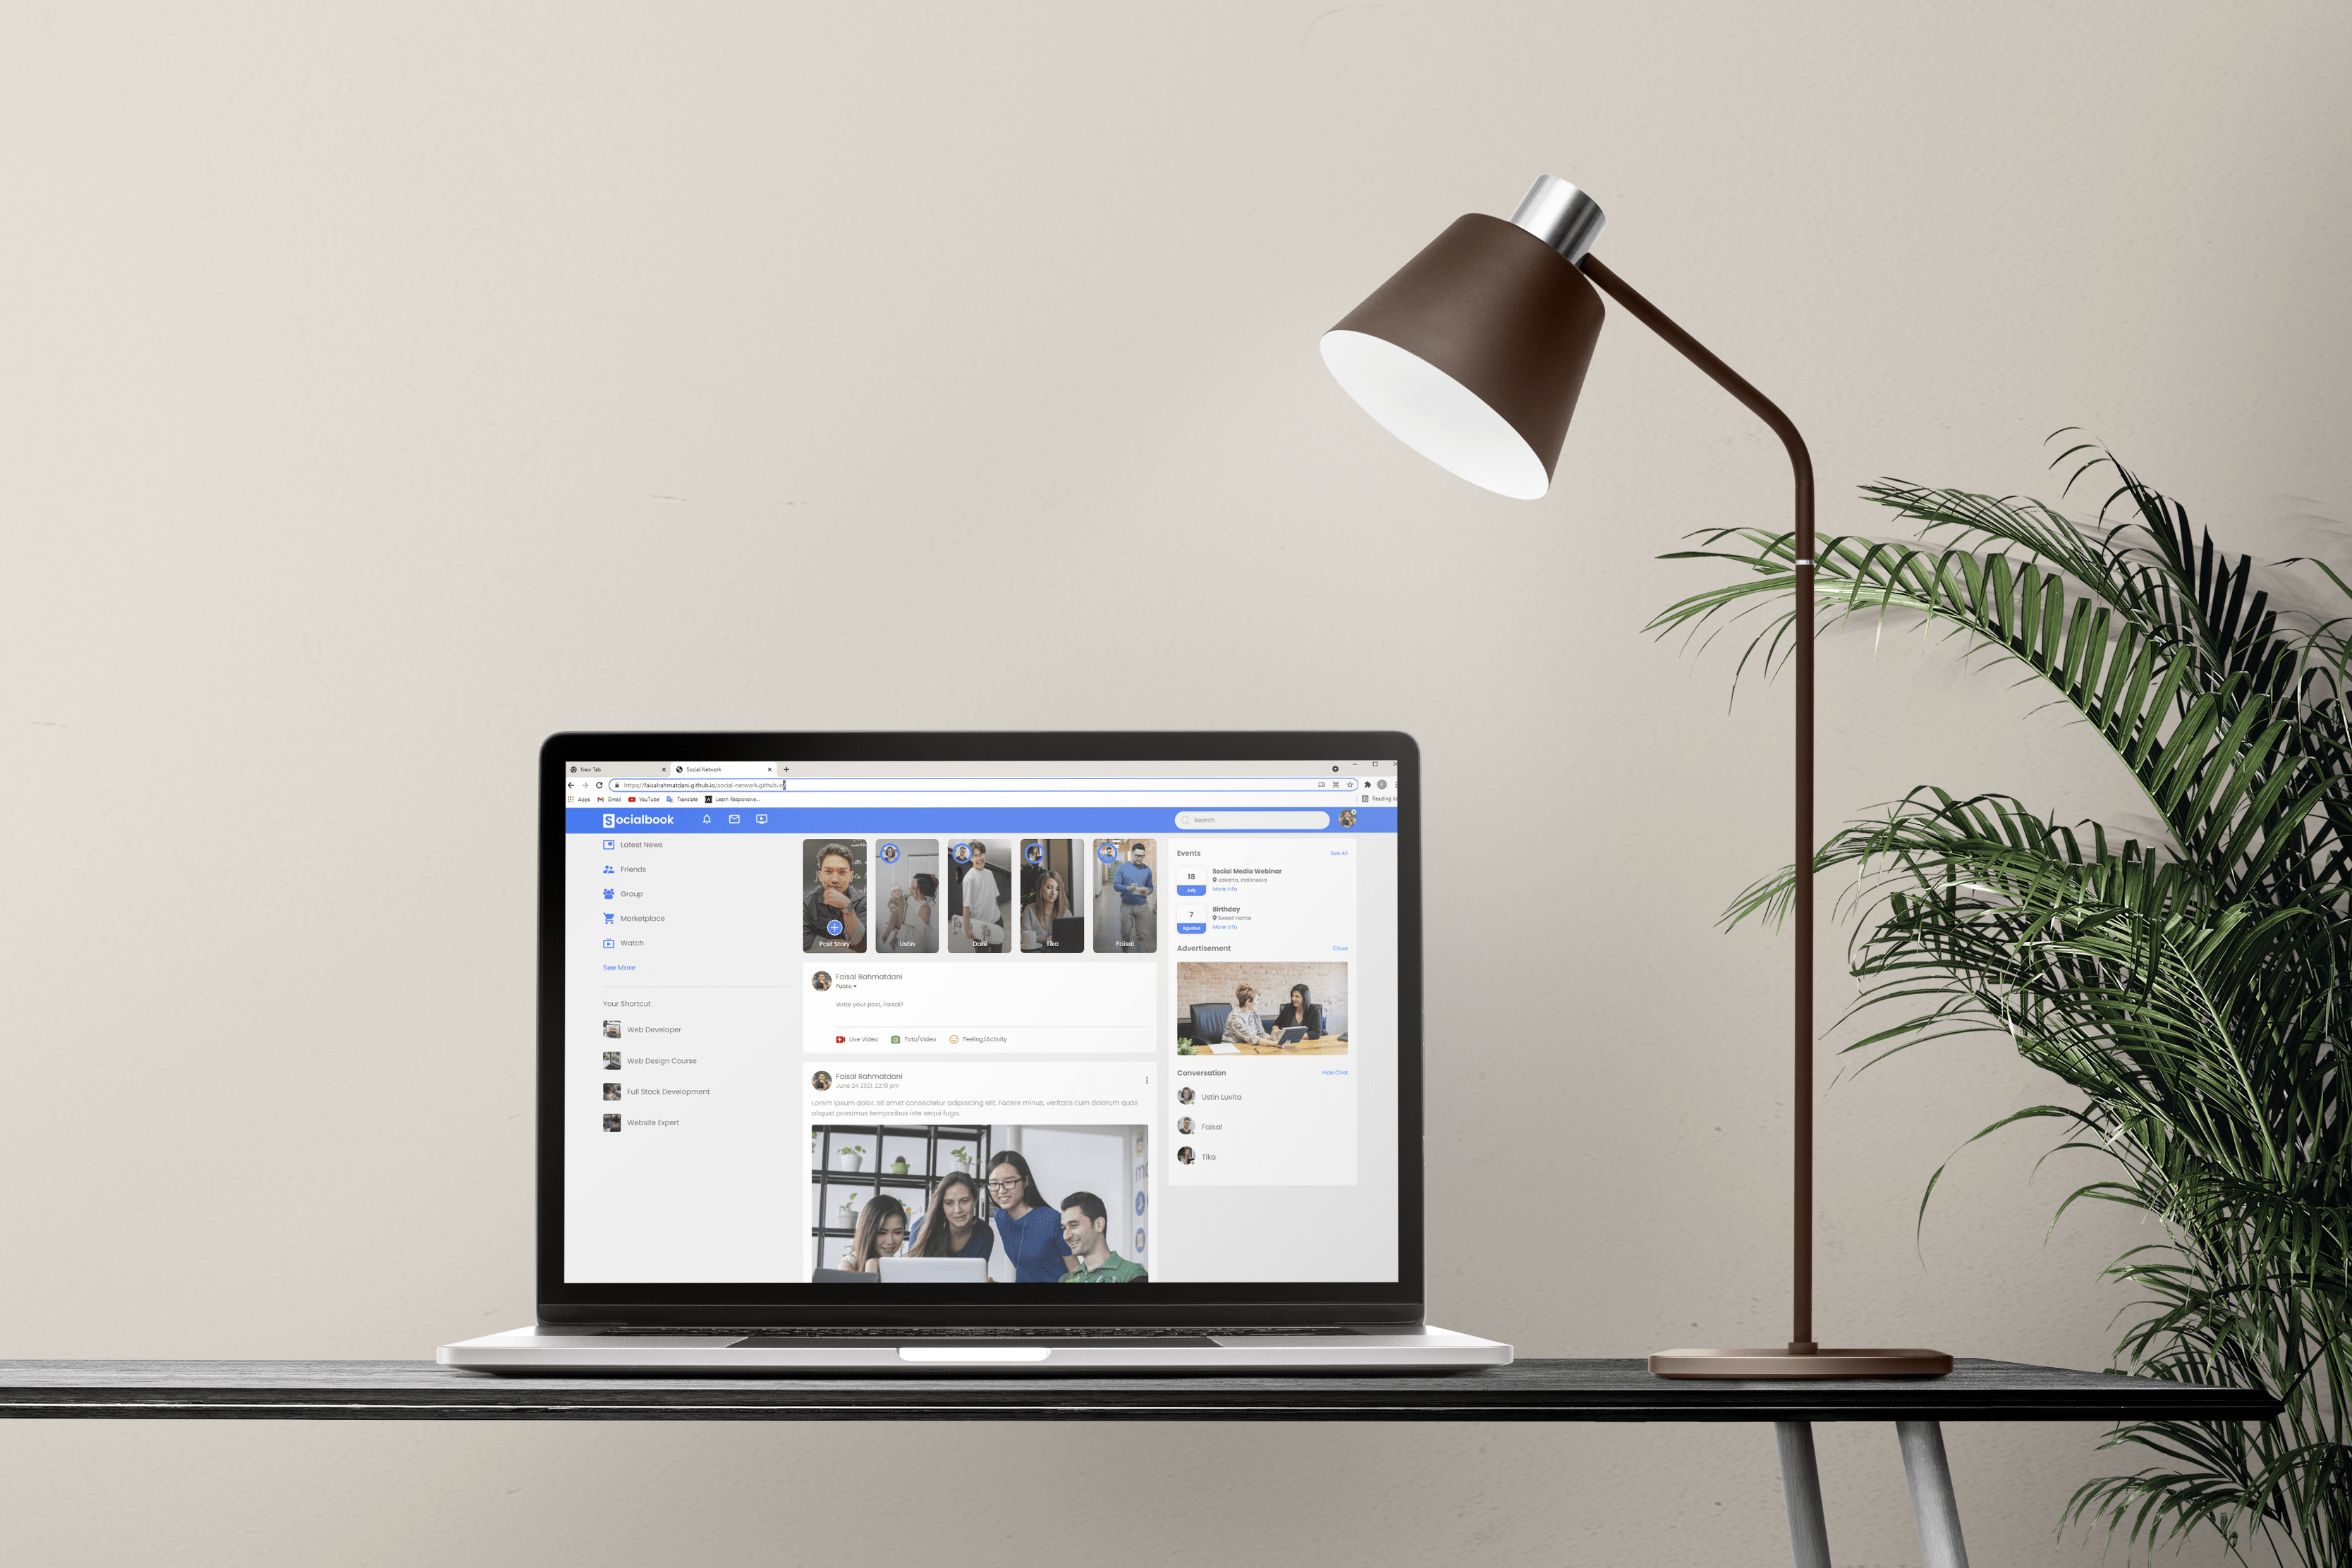 New Tab
Social.Network
https://faisalrahmatdani.github.io/social-network.github.io/
Apps
Gmail
YouTube
Translate
Learn Responsive...
Reading
Socialbook
Search
Latest News
Friends
Group
Marketplace
Watch
See More
Your Shortcut
Web Developer
Web Design Course
Full Stack Development
Website Expert
Post Story
Ustin
Dani
Tika
Faisal
Faisal Rahmatdani
Public
Write your post, Faisal?
Live Video
Foto/Video
Feeling/Activity
Faisal Rahmatdani
June 24 2021, 22:10 pm
Lorem ipsum dolor, sit amet consectetur adipisicing elit. Facere minus, veritatis cum dolorum quas
aliquid possimus temporibus iste sequi fuga.
Events
See All
18
July
Social Media Webinar
Jakarta, Indonesia
More Info
7
Agustus
Birthday
Sweet Home
More Info
Advertisement
Close
Conversation
Hide Chat
Ustin Luvita
Faisal
Tika